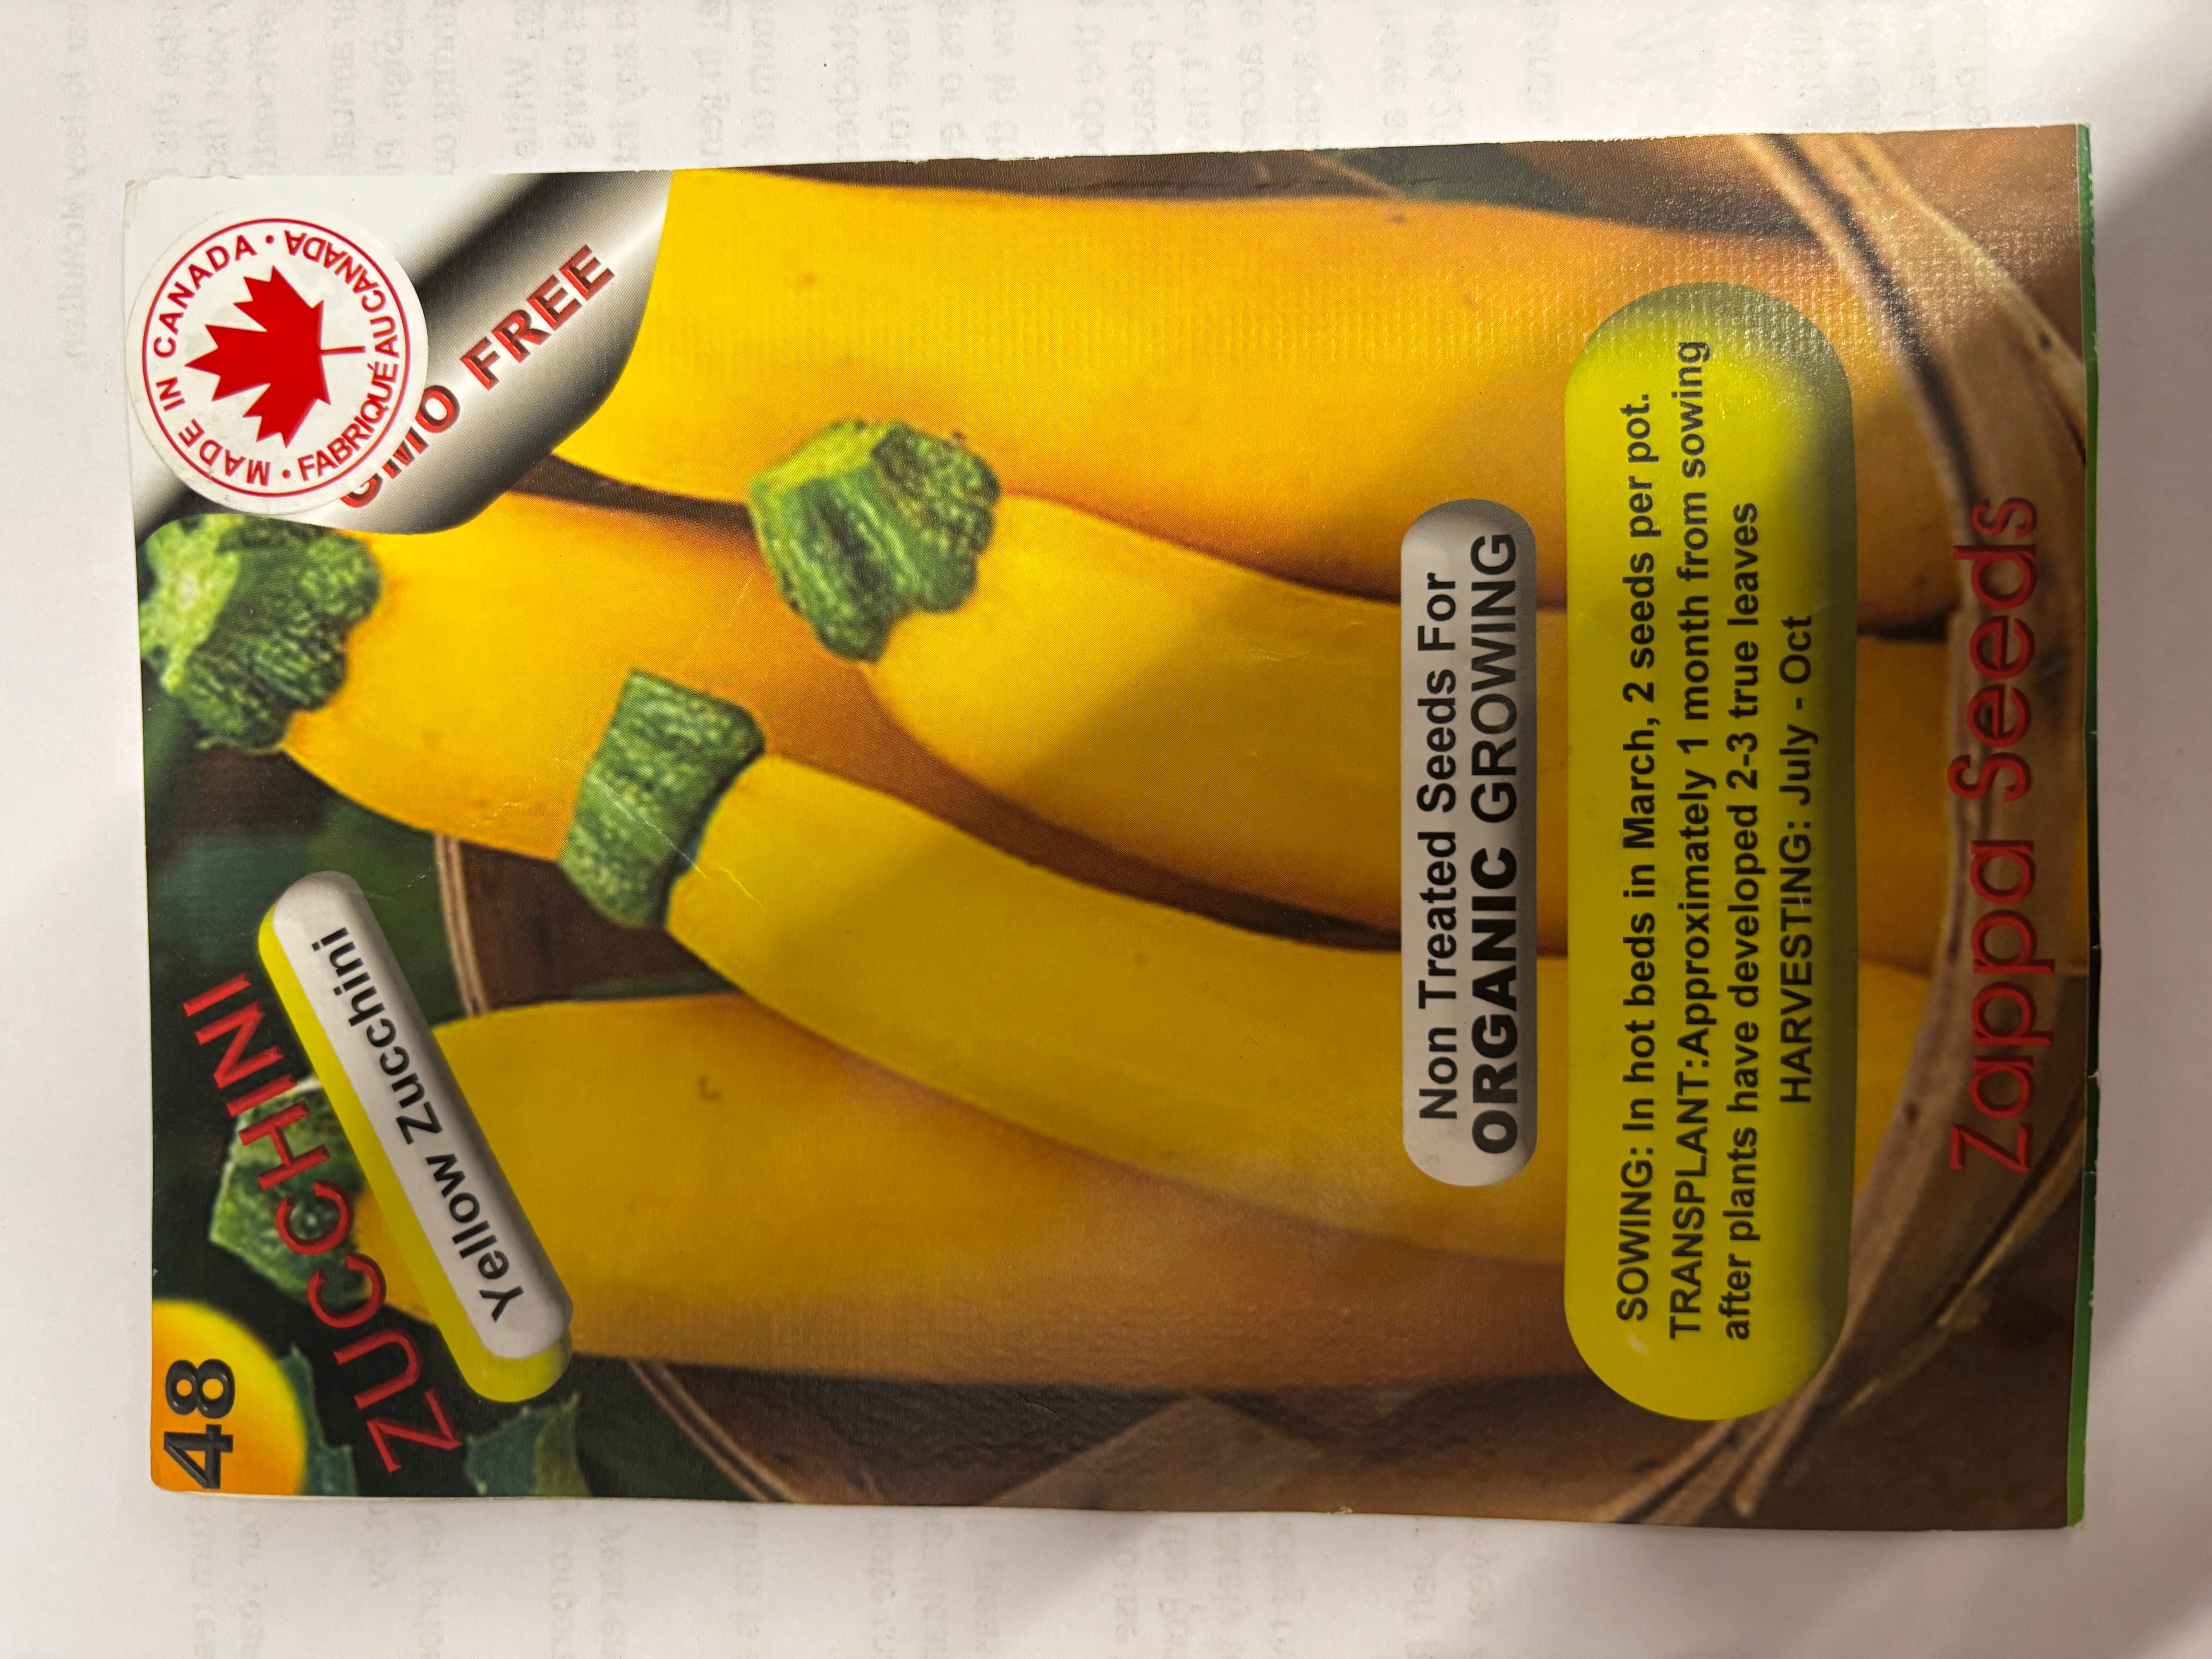 48
ZUCCHINI
Yellow Zucchini
MADE IN CANADA • FABRIQUÉ AU CANADA •
GMO FREE
Non Treated Seeds For
ORGANIC GROWING
SOWING: In hot beds in March, 2 seeds per pot.
TRANSPLANT:Approximately 1 month from sowing
after plants have developed 2-3 true leaves
HARVESTING: July - Oct
Zappa Seeds